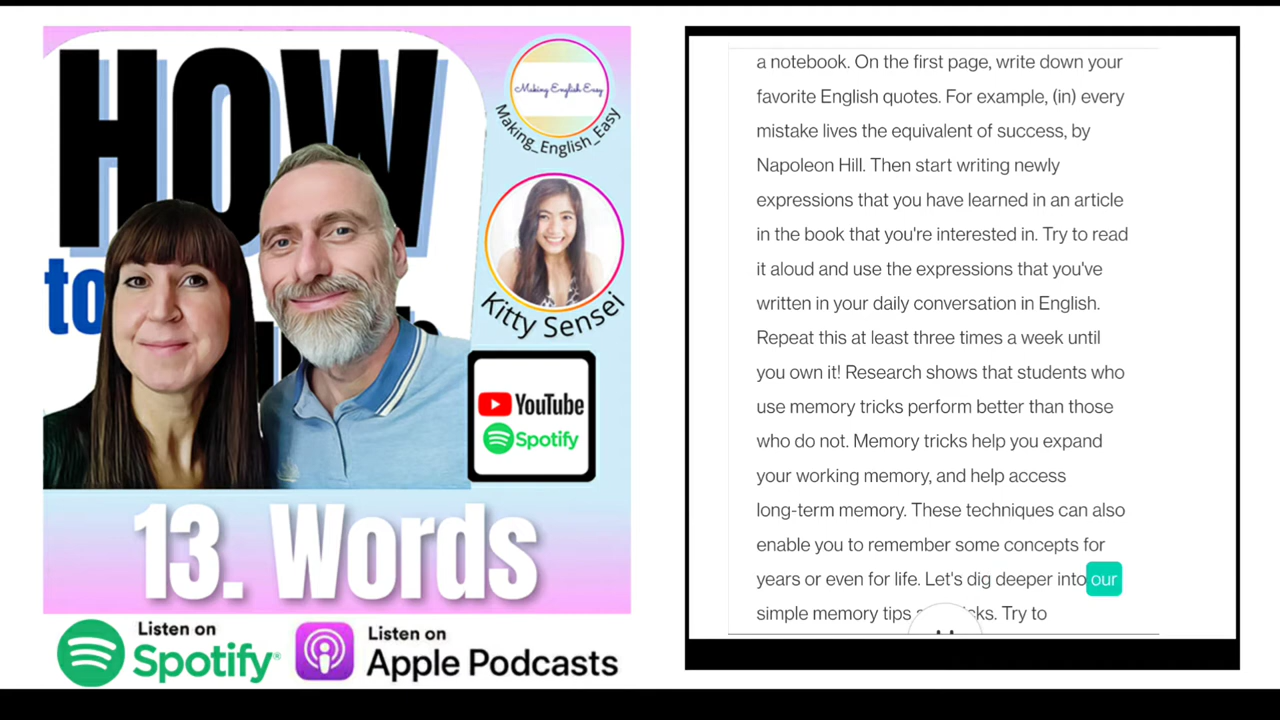 HOW
to
Making English Easy
Making_English_Easy
Kitty Sensei
YouTube
Spotify
13. Words
Listen on
Spotify
Listen on
Apple Podcasts
a notebook. On the first page, write down your
favorite English quotes. For example, (in) every
mistake lives the equivalent of success, by
Napoleon Hill. Then start writing newly
expressions that you have learned in an article
in the book that you're interested in. Try to read
it aloud and use the expressions that you've
written in your daily conversation in English.
Repeat this at least three times a week until
you own it! Research shows that students who
use memory tricks perform better than those
who do not. Memory tricks help you expand
your working memory, and help access
long-term memory. These techniques can also
enable you to remember some concepts for
years or even for life. Let's dig deeper into our
simple memory tips Try to